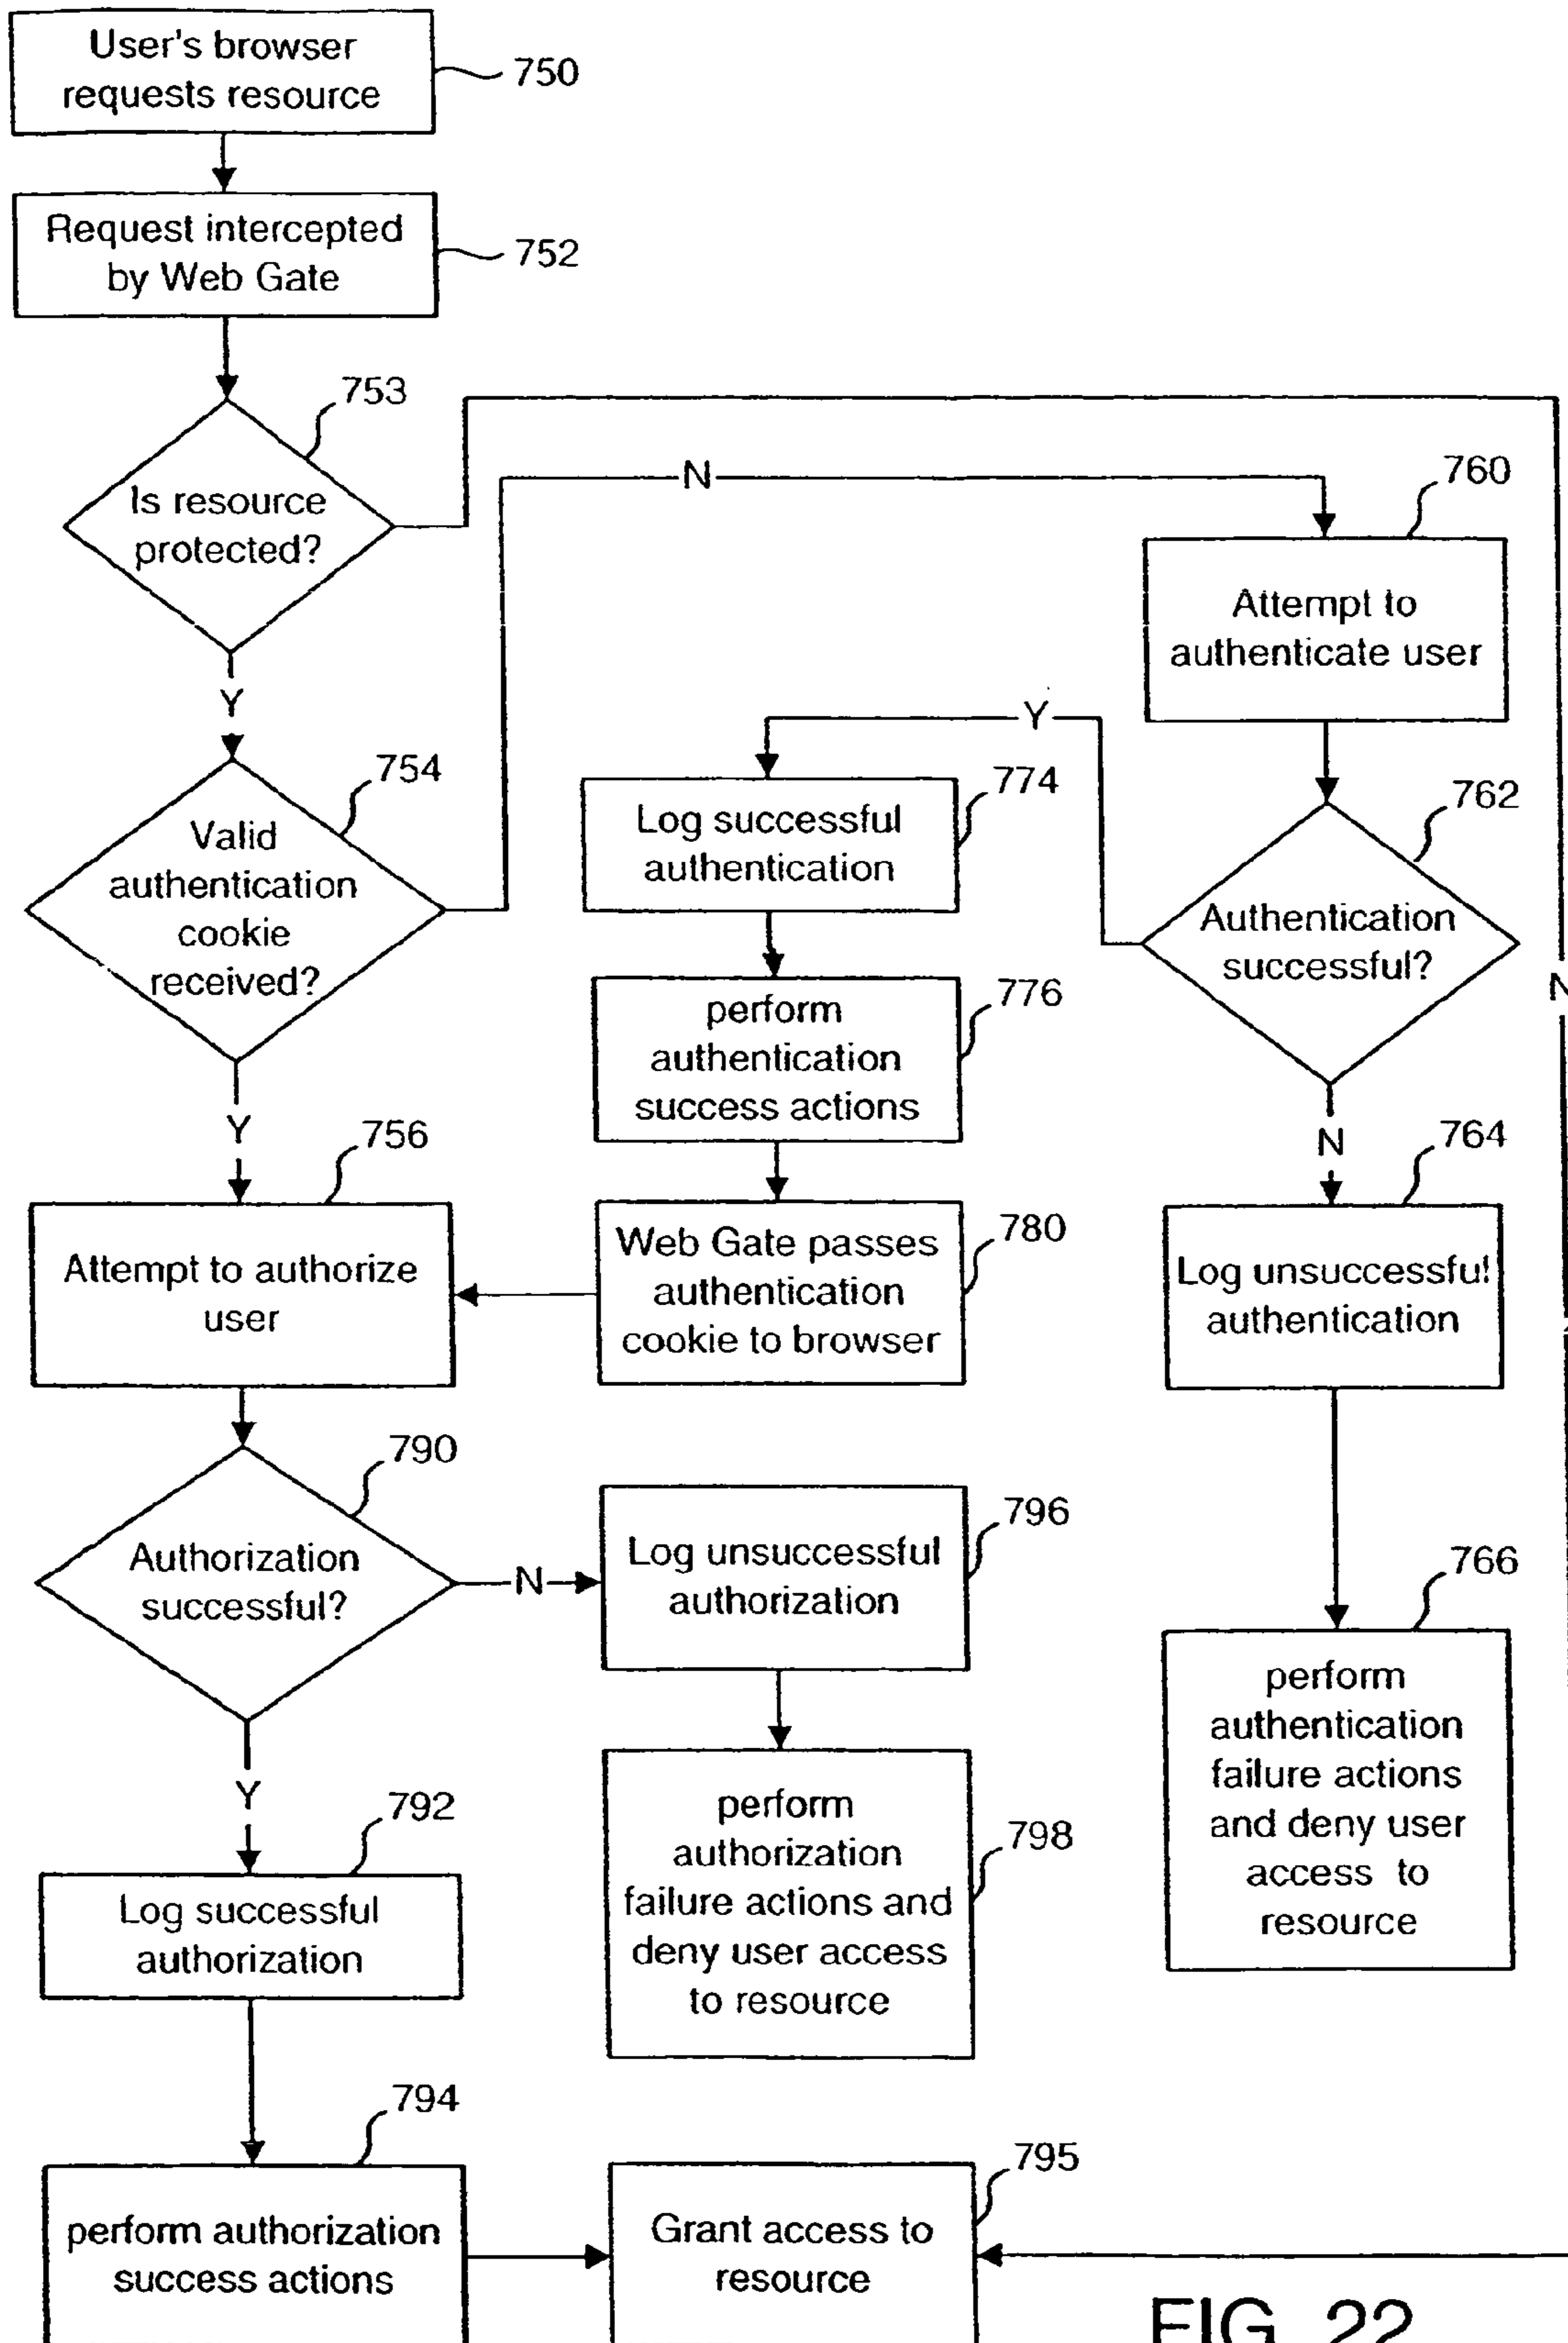 User's browser
requests resource
750
Request intercepted
by Web Gate
752
753
Is resource
protected?
N
760
Attempt to
authenticate user
Y
Y
754
Valid
authentication
cookie
received?
774
Log successful
authentication
762
Authentication
successful?
N
776
perform
authentication
success actions
Y
756
Attempt to authorize
user
780
Web Gate passes
authentication
cookie to browser
N
764
Log unsuccessful
authentication
790
Authorization
successful?
N
796
Log unsuccessful
authorization
766
perform
authentication
failure actions
and deny user
access to
resource
Y
792
Log successful
authorization
798
perform
authorization
failure actions and
deny user access
to resource
794
perform authorization
success actions
795
Grant access to
resource
FIG. 22